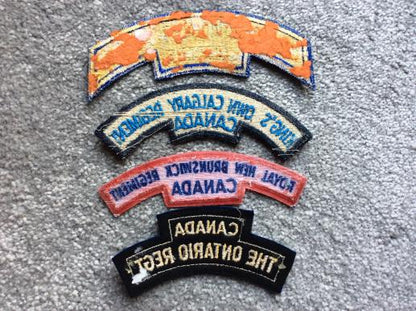 KING'S OWN CALGARY REGIMENT
CANADA
ROYAL NEW BRUNSWICK REGIMENT
CANADA
CANADA
THE ONTARIO REGT